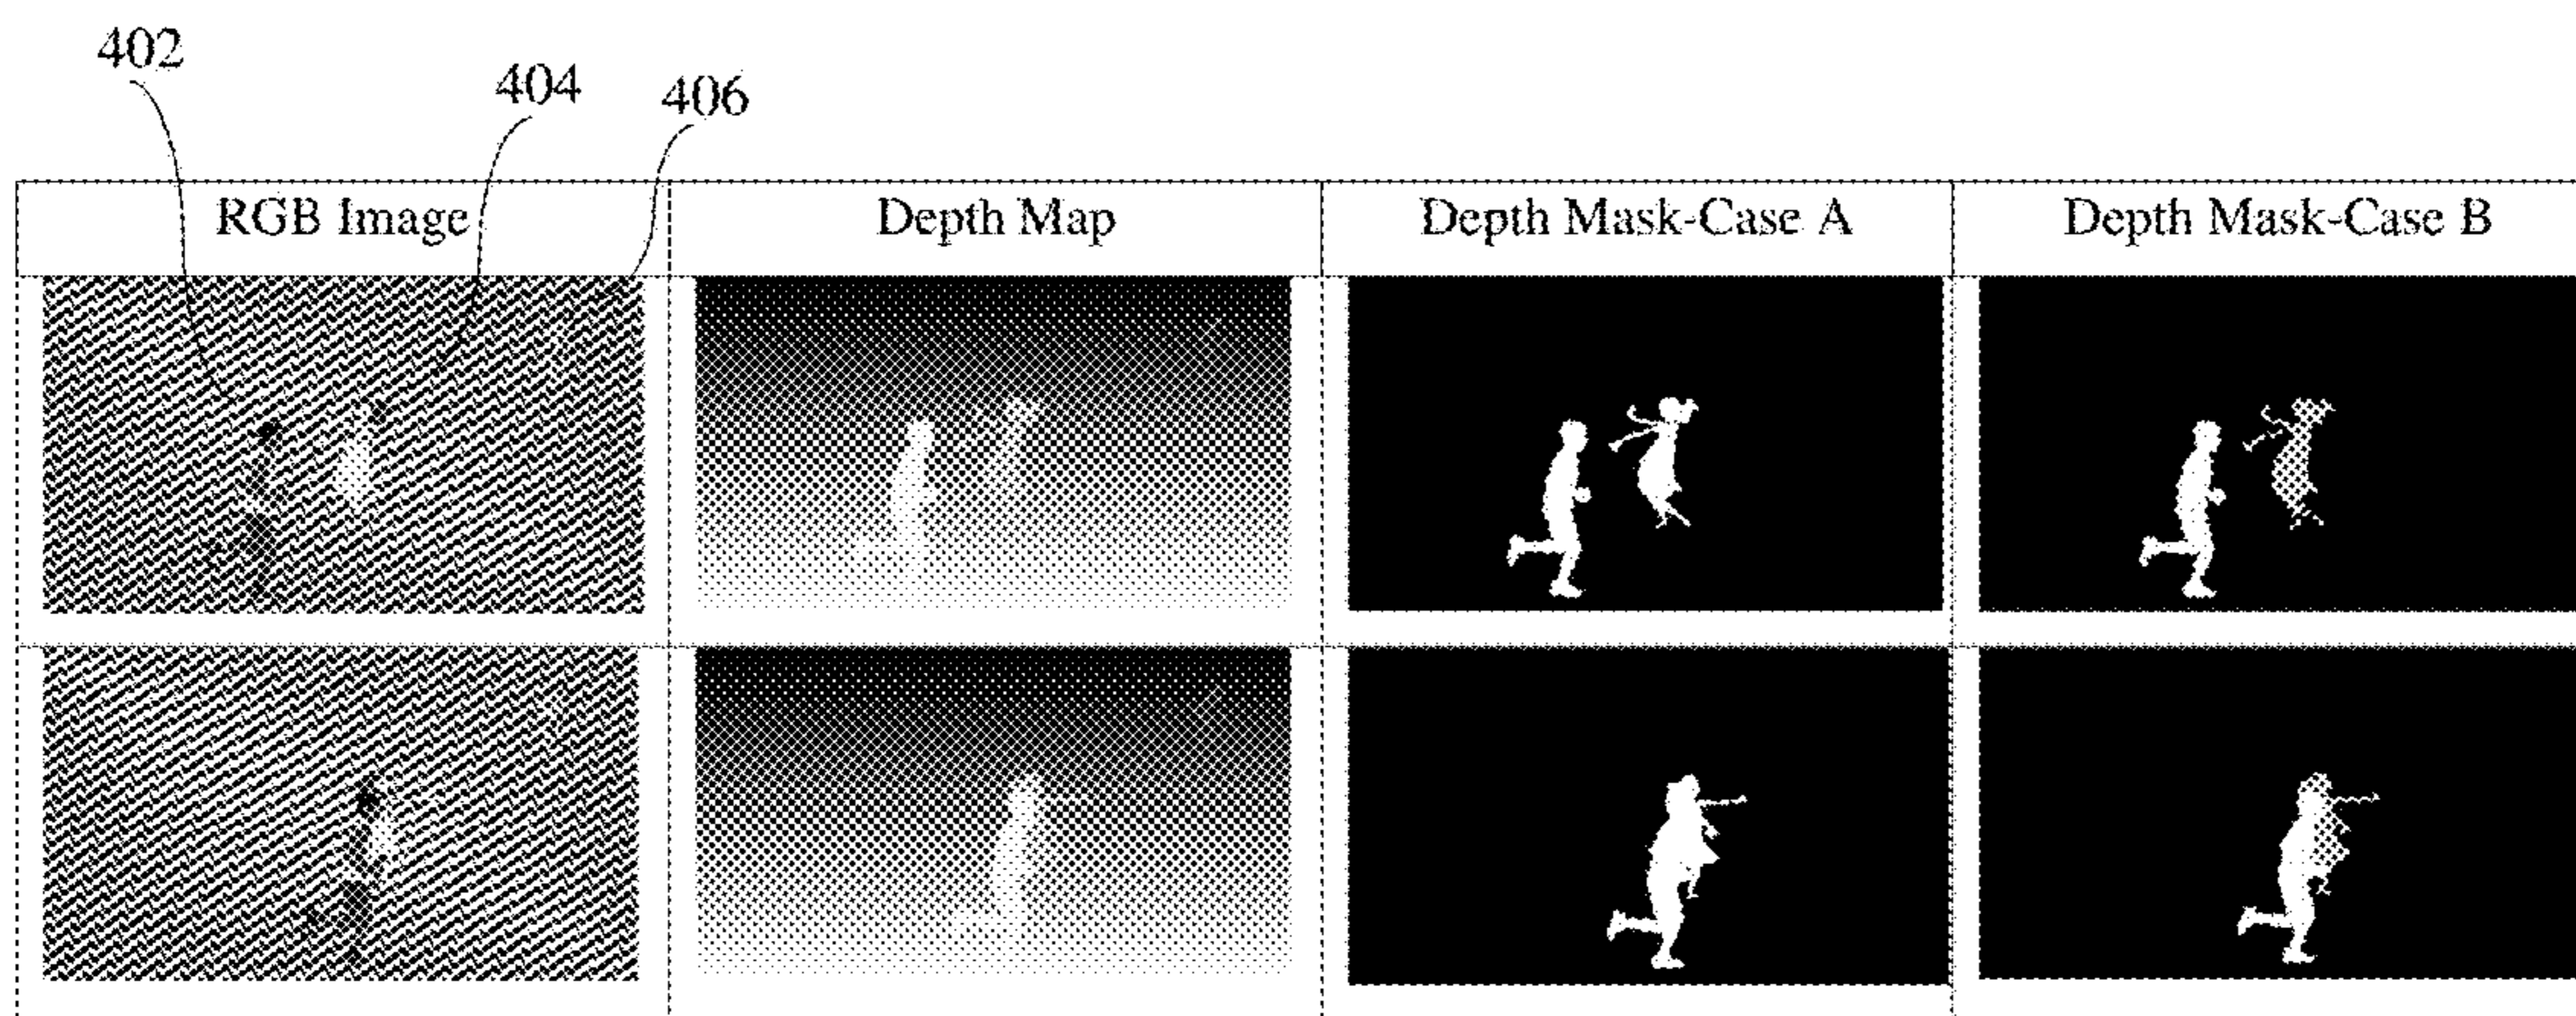 402
404
406
RGB Image
Depth Map
Depth Mask-Case A
Depth Mask-Case B